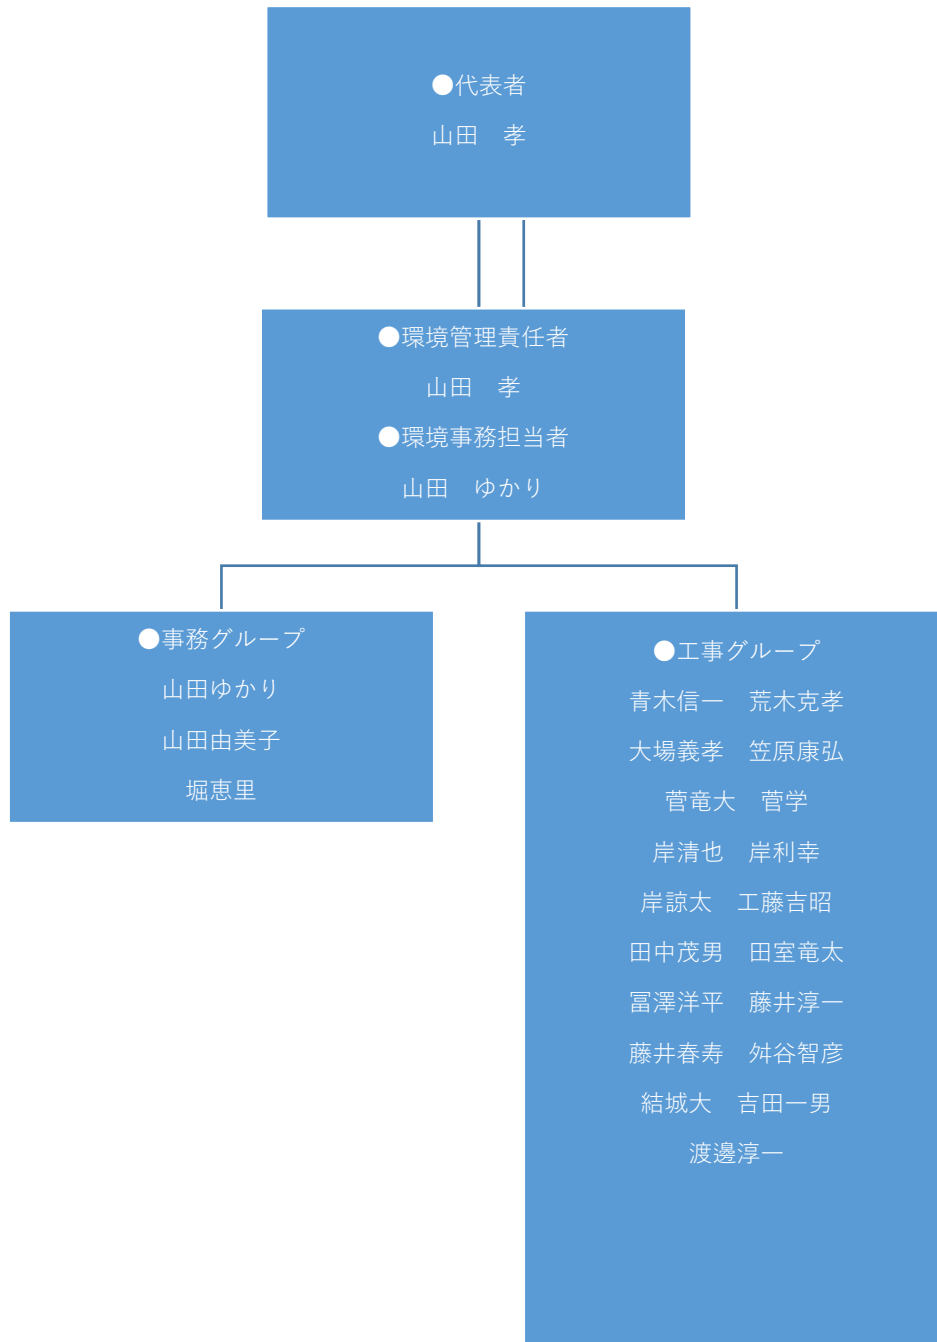 ●代表者
山田　孝
●環境管理責任者
山田　孝
●環境事務担当者
山田　ゆかり
●事務グループ
山田ゆかり
山田由美子
堀恵里
●工事グループ
青木信一　荒木克孝
大場義孝　笠原康弘
菅竜大　菅学
岸清也　岸利幸
岸諒太　工藤吉昭
田中茂男　田室竜太
冨澤洋平　藤井淳一
藤井春寿　舛谷智彦
結城大　吉田一男
渡邊淳一